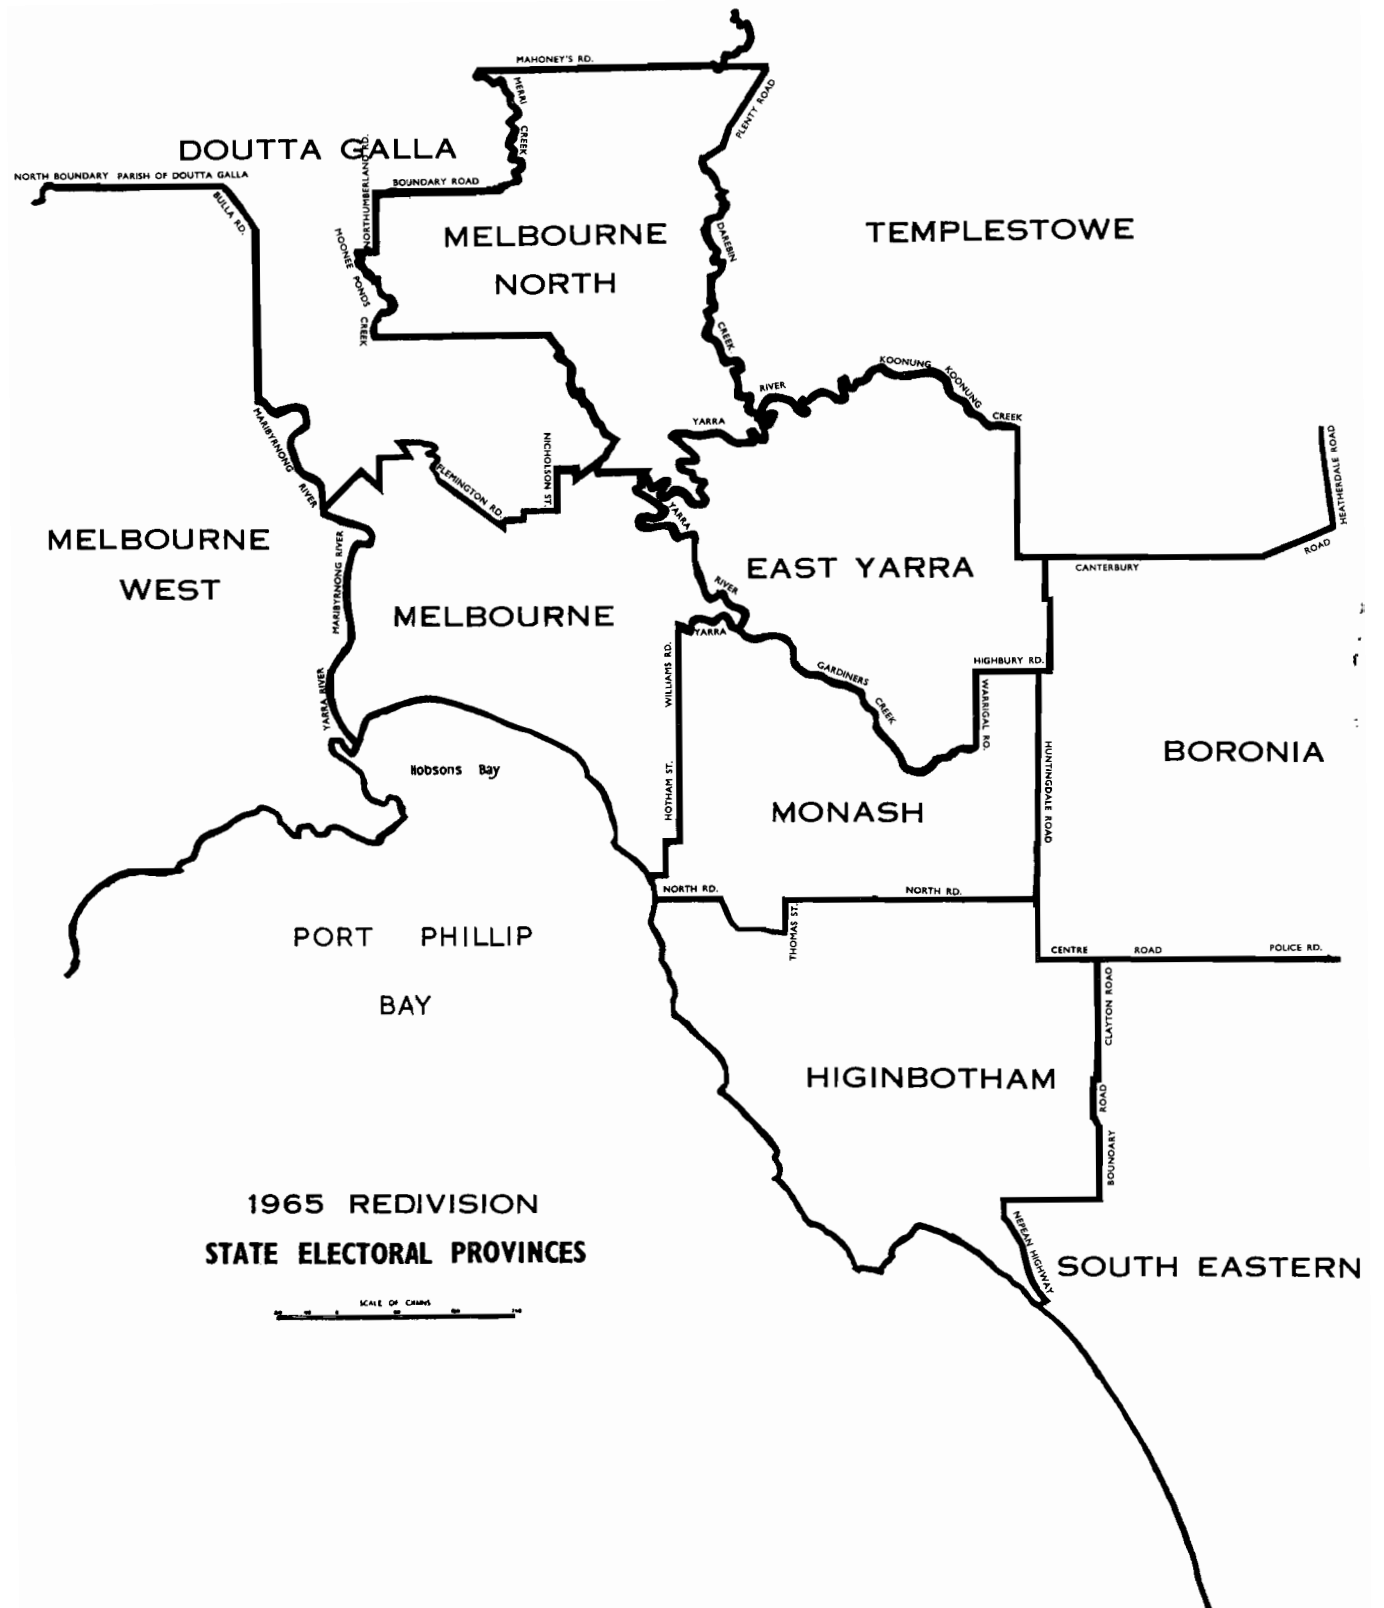 MAHONEY'S RD.
MERRI
CREEK
PLENTY ROAD
DOUTTA GALLA
NORTH BOUNDARY PARISH OF DOUTTA GALLA
BULLA RD.
NORTHUMBERLAND RD.
BOUNDARY ROAD
MOONEE PONDS CREEK
MELBOURNE
NORTH
DAREBIN
CREEK
TEMPLESTOWE
KOONUNG
KOONUNG
CREEK
RIVER
YARRA
MARIBYRNONG RIVER
FLEMINGTON RD.
NICHOLSON ST.
HEATHERDALE ROAD
CANTERBURY
ROAD
MELBOURNE
WEST
MARIBYRNONG RIVER
YARRA RIVER
MELBOURNE
YARRA
RIVER
EAST YARRA
YARRA
WILLIAMS RD.
HOTHAM ST.
GARDINERS
CREEK
HIGHBURY RD.
WARRIGAL RD.
HUNTINGDALE ROAD
BORONIA
Hobsons Bay
MONASH
NORTH RD.
NORTH RD.
THOMAS ST.
PORT PHILLIP
BAY
CENTRE
ROAD
POLICE RD.
CLAYTON ROAD
HIGINBOTHAM
ROAD
BOUNDARY
1965 REDIVISION
STATE ELECTORAL PROVINCES
NEPEAN HIGHWAY
SOUTH EASTERN
SCALE OF CHAINS